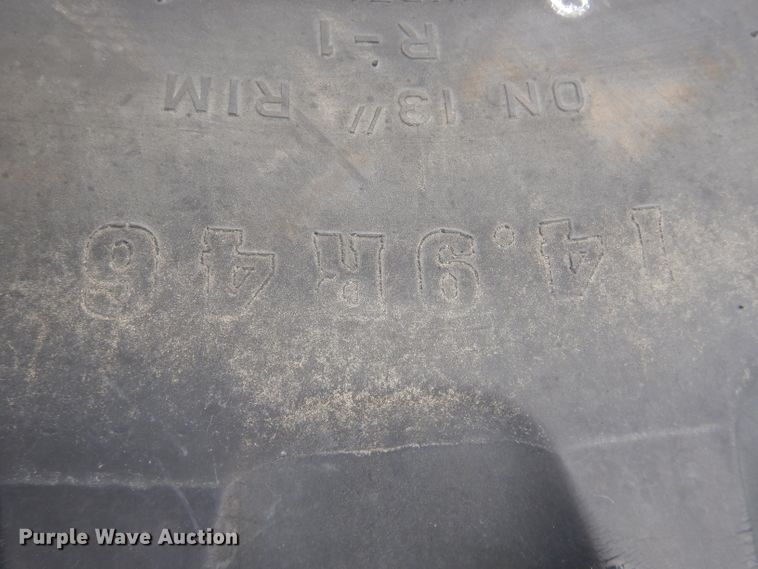 14.9R46
ON 13" RIM
R-1
Purple Wave Auction